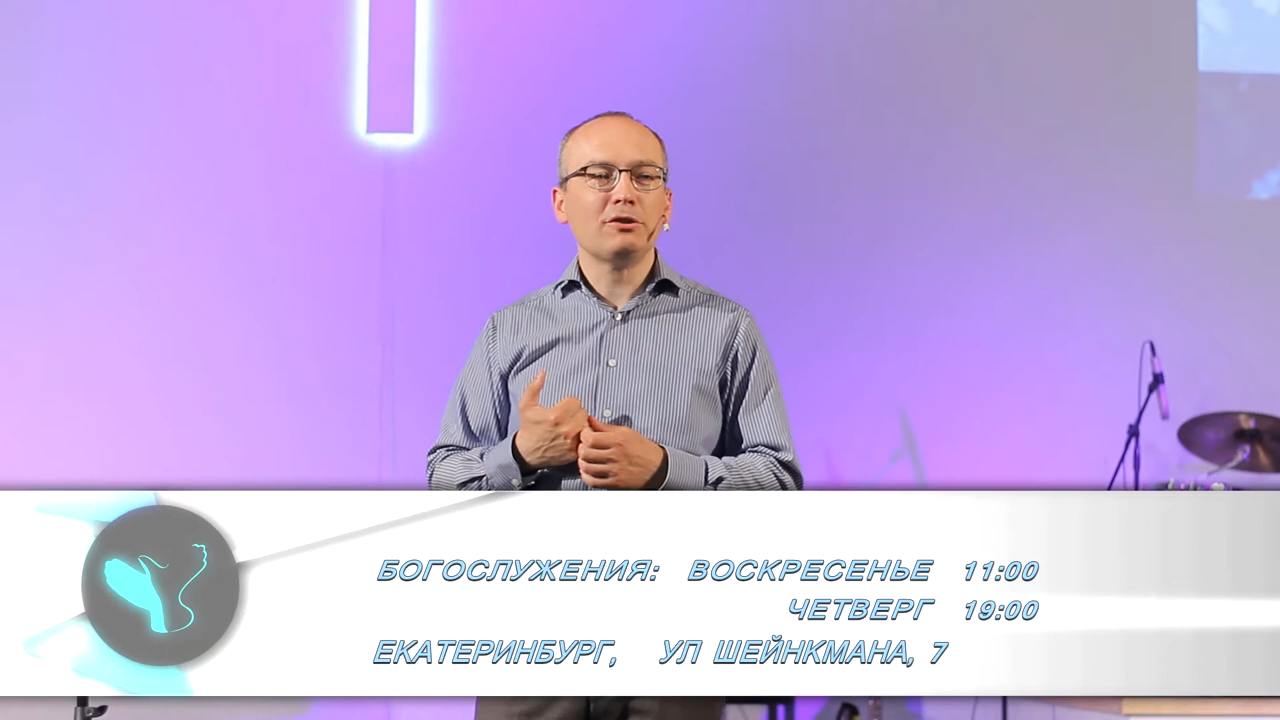 БОГОСЛУЖЕНИЯ: ВОСКРЕСЕНЬЕ 11:00
ЧЕТВЕРГ 19:00
ЕКАТЕРИНБУРГ, УЛ ШЕЙНКМАНА, 7